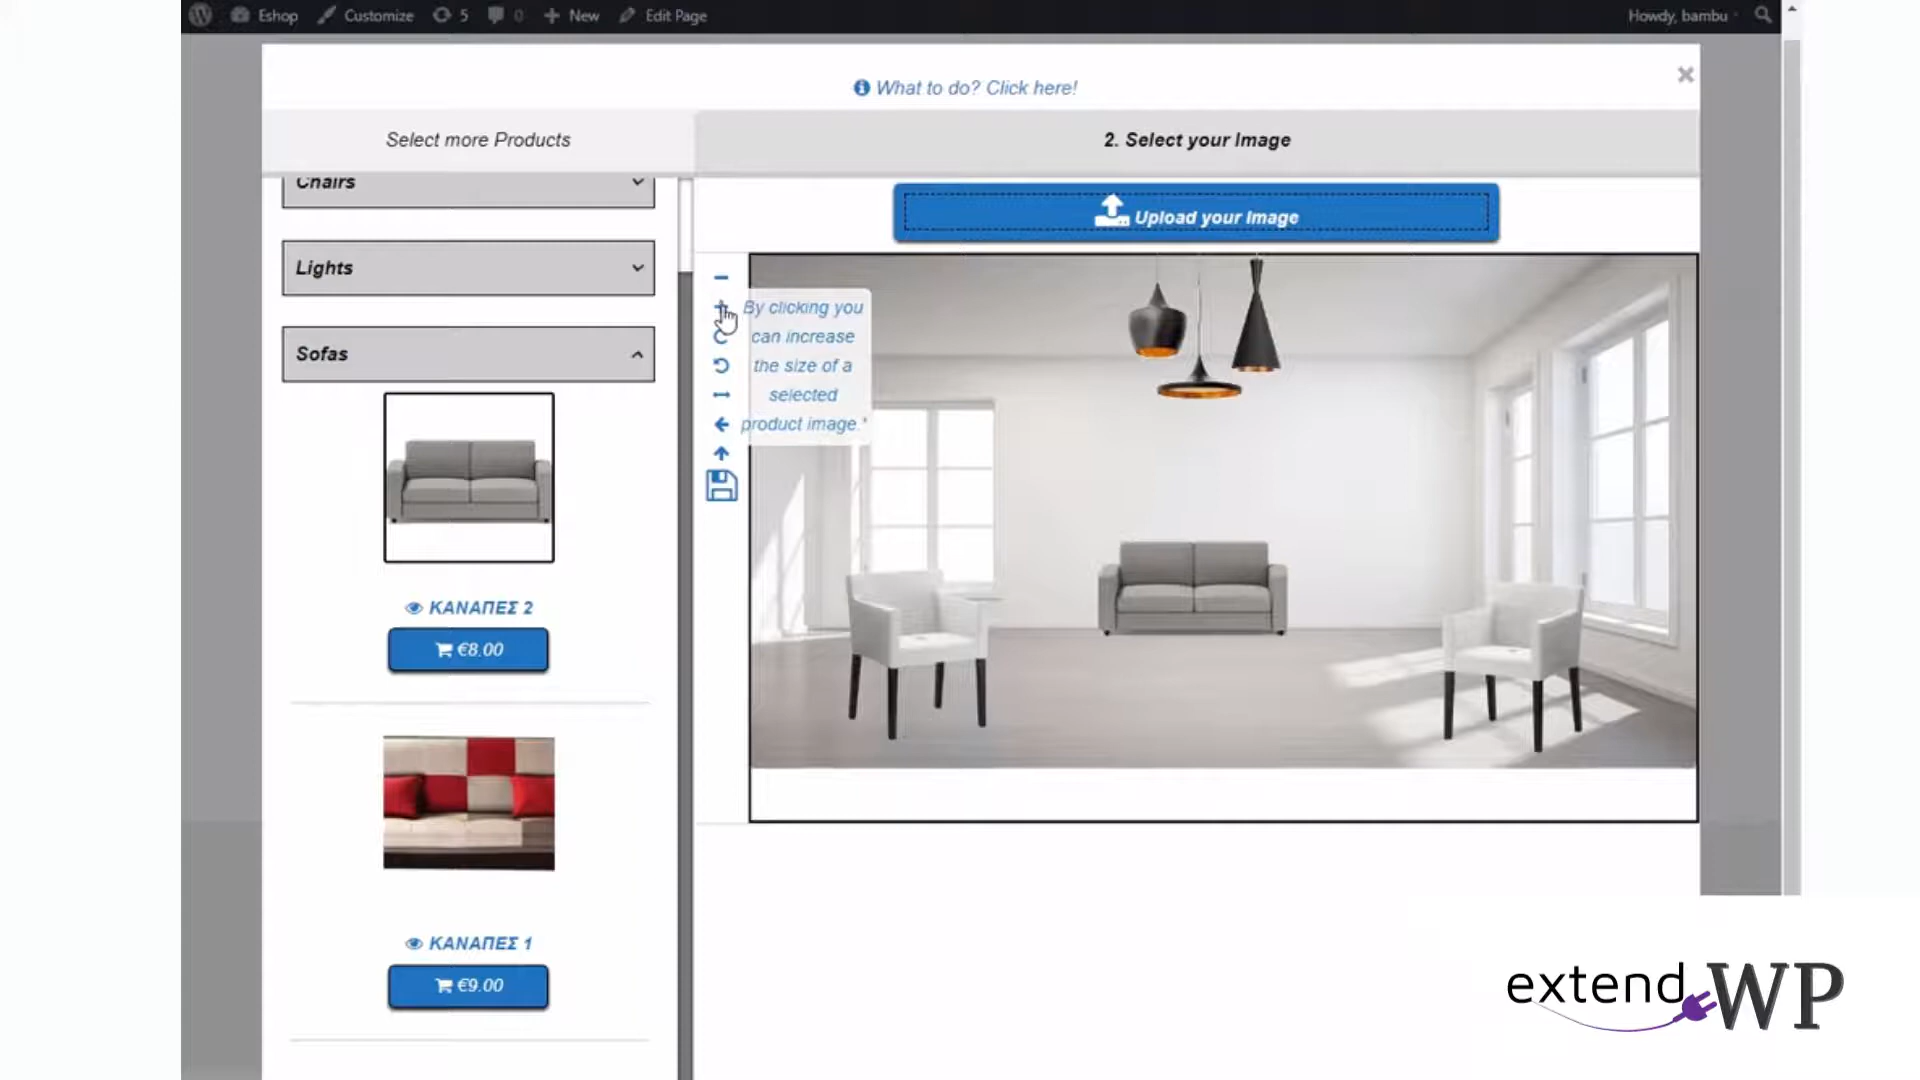 Eshop Customize 5 0 New Edit Page Howdy, bambu
What to do? Click here!
Select more Products
2. Select your Image
Chairs
Upload your Image
Lights
By clicking you
can increase
the size of a
selected
product image.*
Sofas
ΚΑΝΑΠΕΣ 2
€8.00
ΚΑΝΑΠΕΣ 1
€9.00
extend WP